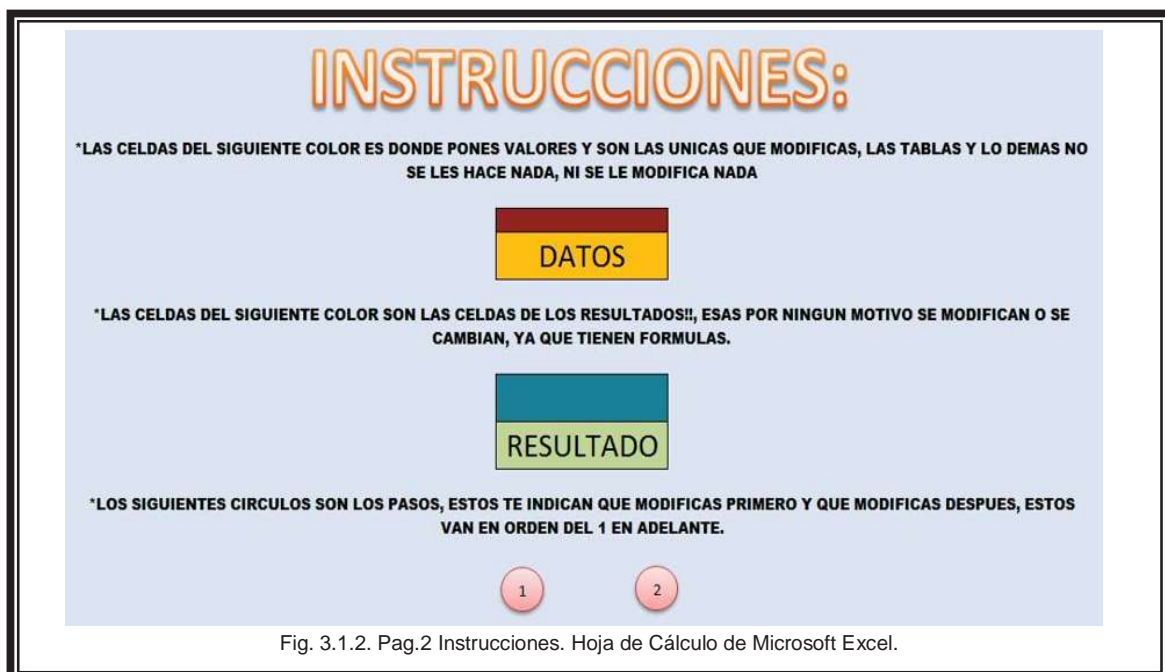 INSTRUCCIONES:
*LAS CELDAS DEL SIGUIENTE COLOR ES DONDE PONES VALORES Y SON LAS UNICAS QUE MODIFICAS, LAS TABLAS Y LO DEMAS NO
SE LES HACE NADA, NI SE LE MODIFICA NADA
DATOS
*LAS CELDAS DEL SIGUIENTE COLOR SON LAS CELDAS DE LOS RESULTADOS!!, ESAS POR NINGUN MOTIVO SE MODIFICAN O SE
CAMBIAN, YA QUE TIENEN FORMULAS.
RESULTADO
*LOS SIGUIENTES CIRCULOS SON LOS PASOS, ESTOS TE INDICAN QUE MODIFICAS PRIMERO Y QUE MODIFICAS DESPUES, ESTOS
VAN EN ORDEN DEL 1 EN ADELANTE.
1 2
Fig. 3.1.2. Pag.2 Instrucciones. Hoja de Cálculo de Microsoft Excel.